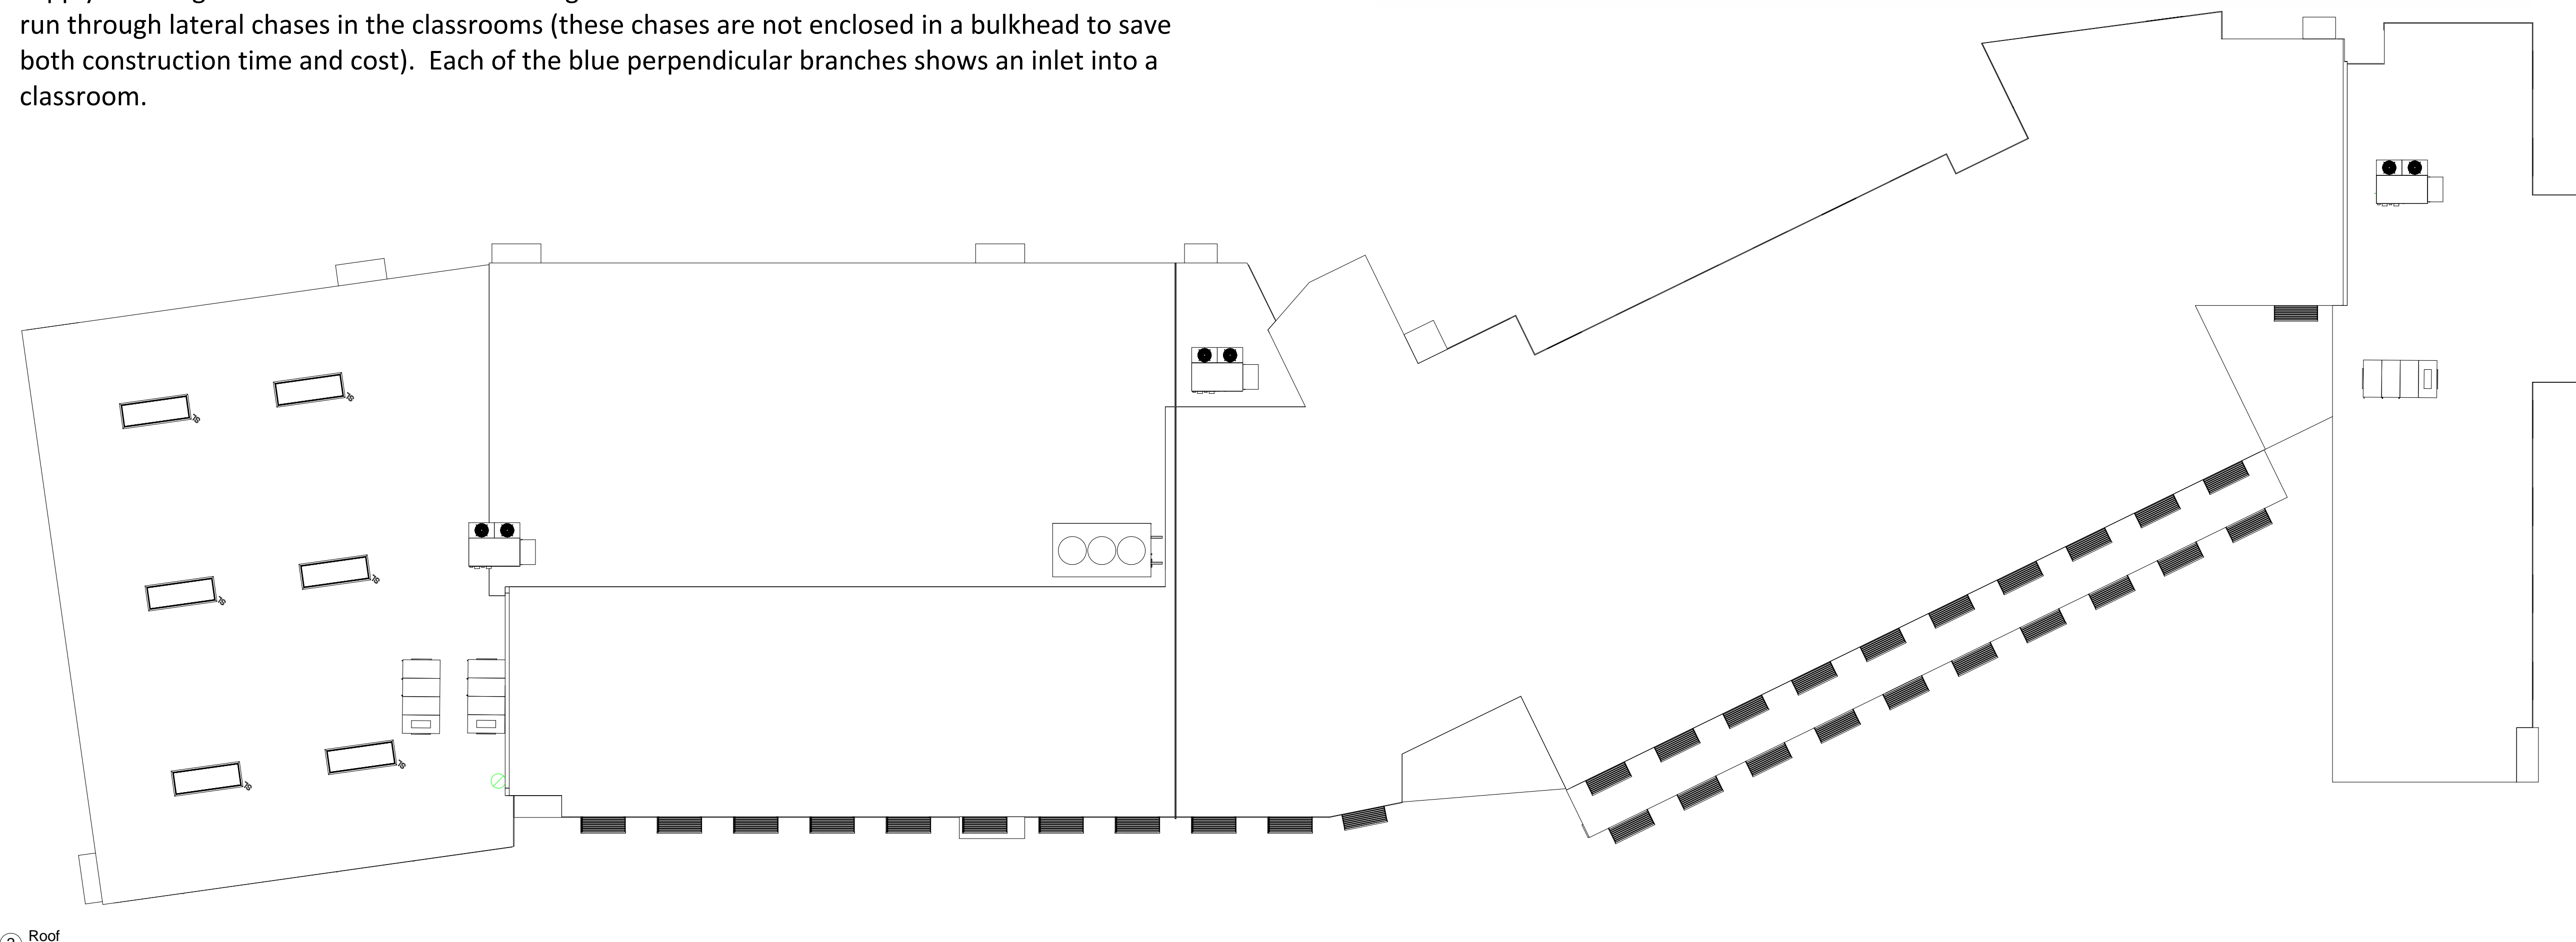 run through lateral chases in the classrooms (these chases are not enclosed in a bulkhead to save
both construction time and cost).  Each of the blue perpendicular branches shows an inlet into a
classroom.
Roof